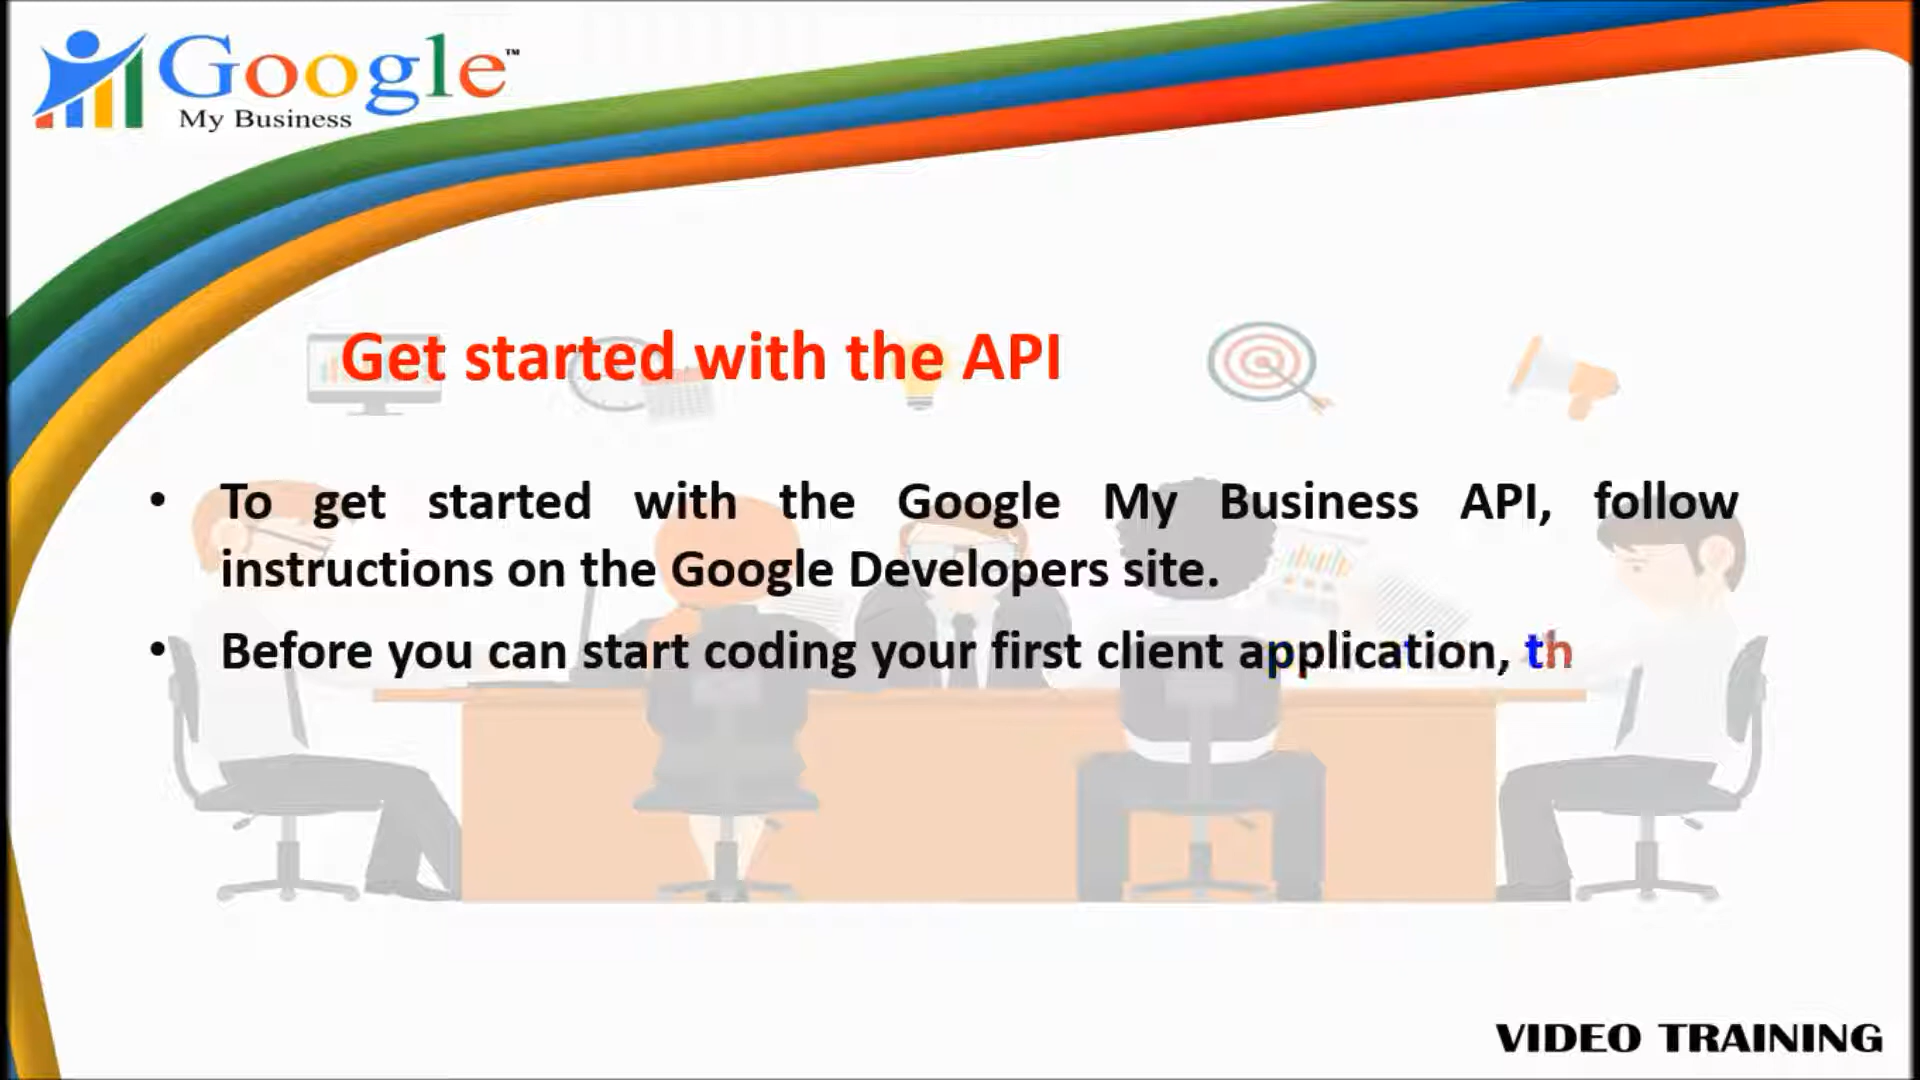 Google™
My Business
Get started with the API
• To get started with the Google My Business API, follow
instructions on the Google Developers site.
• Before you can start coding your first client application, th
VIDEO TRAINING